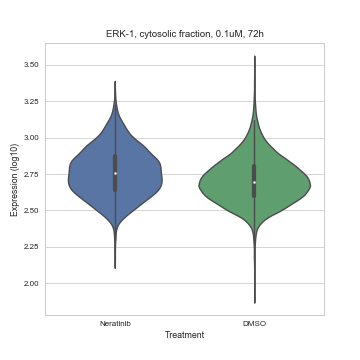 ERK-1, cytosolic fraction, 0.1uM, 72h
3.50
3.25
3.00
2.75
2.50
2.25
2.00
Expression (log10)
Neratinib
DMSO
Treatment